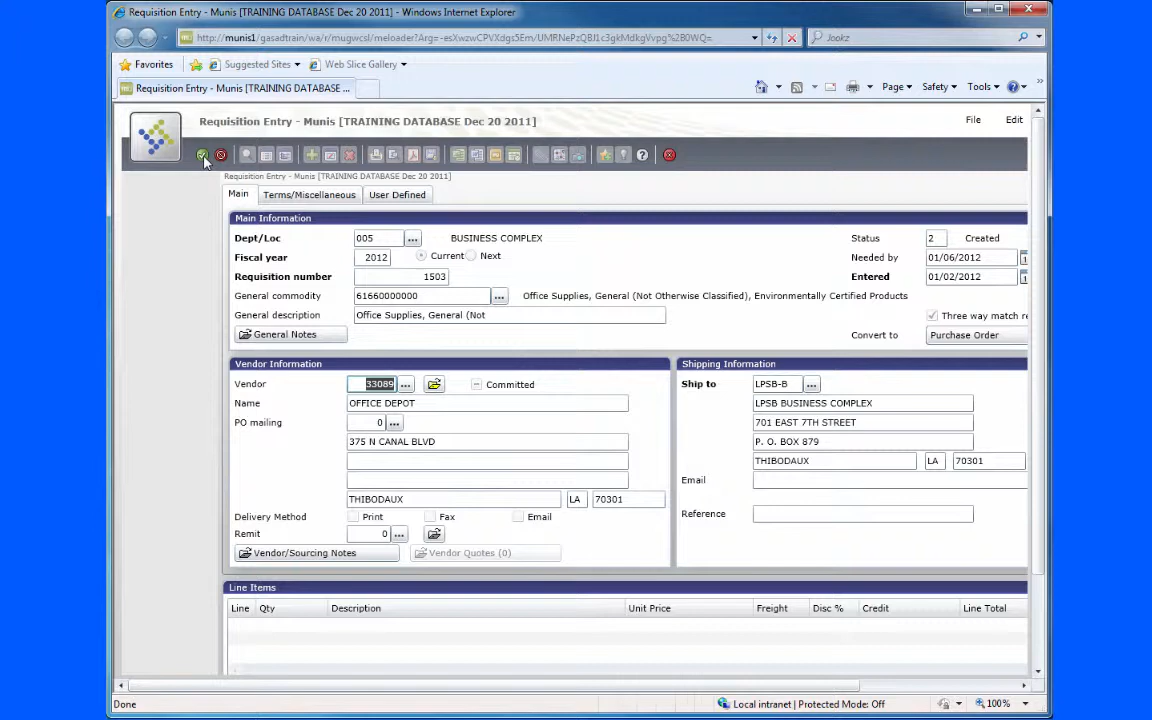 Requisition Entry - Munis [TRAINING DATABASE Dec 20 2011] - Windows Internet Explorer
Jookz
Favorites Suggested Sites Web Slice Gallery
Requisition Entry - Munis [TRAINING DATABASE ... Page Safety Tools
Requisition Entry - Munis [TRAINING DATABASE Dec 20 2011] File Edit
Requisition Entry - Munis [TRAINING DATABASE Dec 20 2011]
Main Terms/Miscellaneous User Defined
Main Information
Dept/Loc 005 ... BUSINESS COMPLEX Status 2 Created
Fiscal year 2012 Current Next Needed by 01/06/2012
Requisition number 1503 Entered 01/02/2012
General commodity 61660000000 ... Office Supplies, General (Not Otherwise Classified), Environmentally Certified Products
General description Office Supplies, General (Not Three way match re
General Notes Convert to Purchase Order
Vendor Information Shipping Information
Vendor 33089 ... Committed Ship to LPSB-B ...
Name OFFICE DEPOT LPSB BUSINESS COMPLEX
PO mailing 0 ... 701 EAST 7TH STREET
375 N CANAL BLVD P. O. BOX 879
THIBODAUX LA 70301
Email
THIBODAUX LA 70301
Delivery Method Print Fax Email Reference
Remit 0 ...
Vendor/Sourcing Notes Vendor Quotes (0)
Line Items
Line Qty Description Unit Price Freight Disc % Credit Line Total
Done Local intranet | Protected Mode: Off 100%